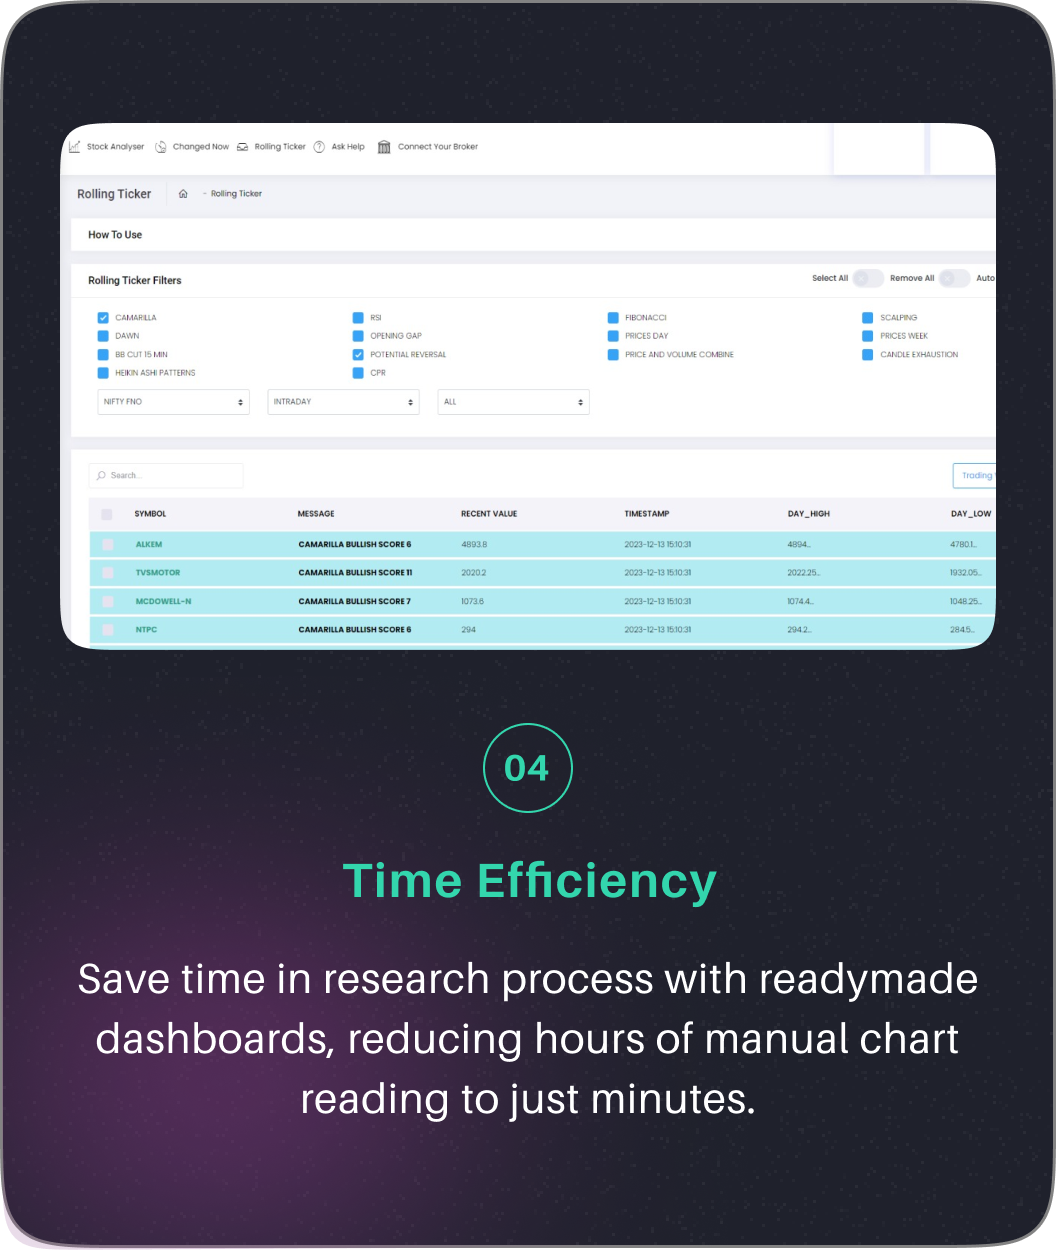 Stock Analyser Changed Now Rolling Ticker Ask Help Connect Your Broker
Rolling Ticker - Rolling Ticker
How To Use
Rolling Ticker Filters Select All Remove All Auto
CAMARILLA RSI FIBONACCI SCALPING
DAWN OPENING GAP PRICES DAY PRICES WEEK
BB CUT 15 MIN POTENTIAL REVERSAL PRICE AND VOLUME COMBINE CANDLE EXHAUSTION
HEIKIN ASHI PATTERNS CPR
NIFTY FNO INTRADAY ALL
Search... Trading
SYMBOL MESSAGE RECENT VALUE TIMESTAMP DAY_HIGH DAY_LOW
ALKEM CAMARILLA BULLISH SCORE 6 4893.8 2023-12-13 15:10:31 4894... 4780.1...
TVSMOTOR CAMARILLA BULLISH SCORE 11 2020.2 2023-12-13 15:10:31 2022.25... 1932.05...
MCDOWELL-N CAMARILLA BULLISH SCORE 7 1073.6 2023-12-13 15:10:31 1074.4... 1048.25...
NTPC CAMARILLA BULLISH SCORE 6 294 2023-12-13 15:10:31 294.2... 284.5...
04
Time Efficiency
Save time in research process with readymade
dashboards, reducing hours of manual chart
reading to just minutes.